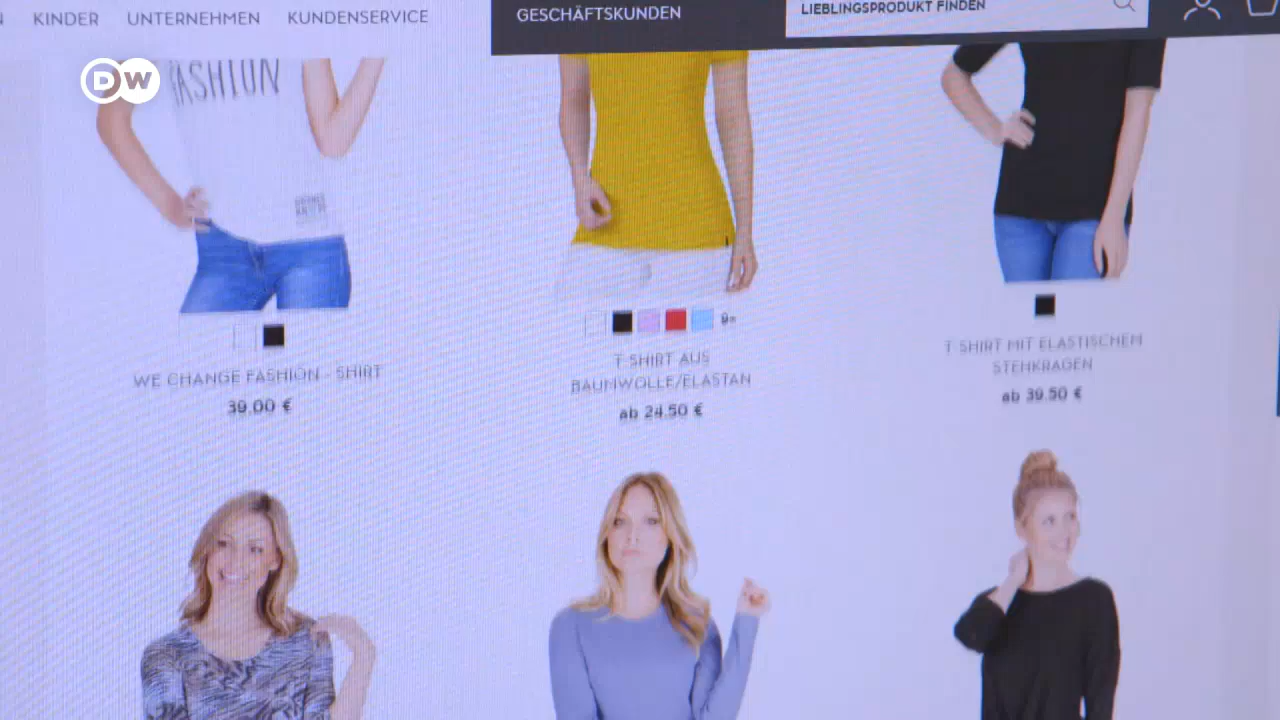 KINDER UNTERNEHMEN KUNDENSERVICE
GESCHÄFTSKUNDEN
LIEBLINGSPRODUKT FINDEN
DW
FASHION
9+
WE CHANGE FASHION - SHIRT
39.00 €
T-SHIRT AUS
BAUMWOLLE/ELASTAN
ab 24.50 €
T-SHIRT MIT ELASTISCHEM
STEHKRAGEN
ab 39.50 €